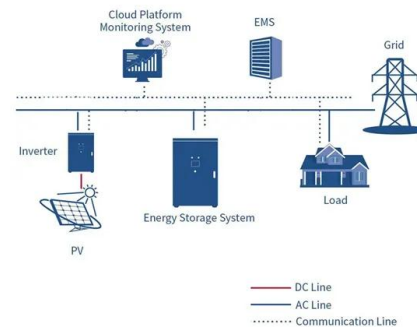 Cloud Platform
Monitoring System
EMS
Grid
Inverter
Energy Storage System
Load
PV
DC Line
AC Line
Communication Line